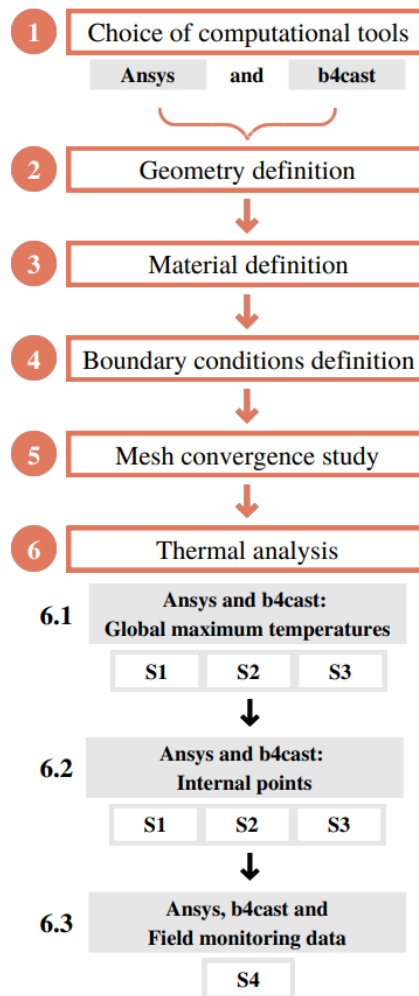 1 Choice of computational tools
Ansys and b4cast
2 Geometry definition
3 Material definition
4 Boundary conditions definition
5 Mesh convergence study
6 Thermal analysis
6.1 Ansys and b4cast:
Global maximum temperatures
S1 S2 S3
6.2 Ansys and b4cast:
Internal points
S1 S2 S3
6.3 Ansys, b4cast and
Field monitoring data
S4